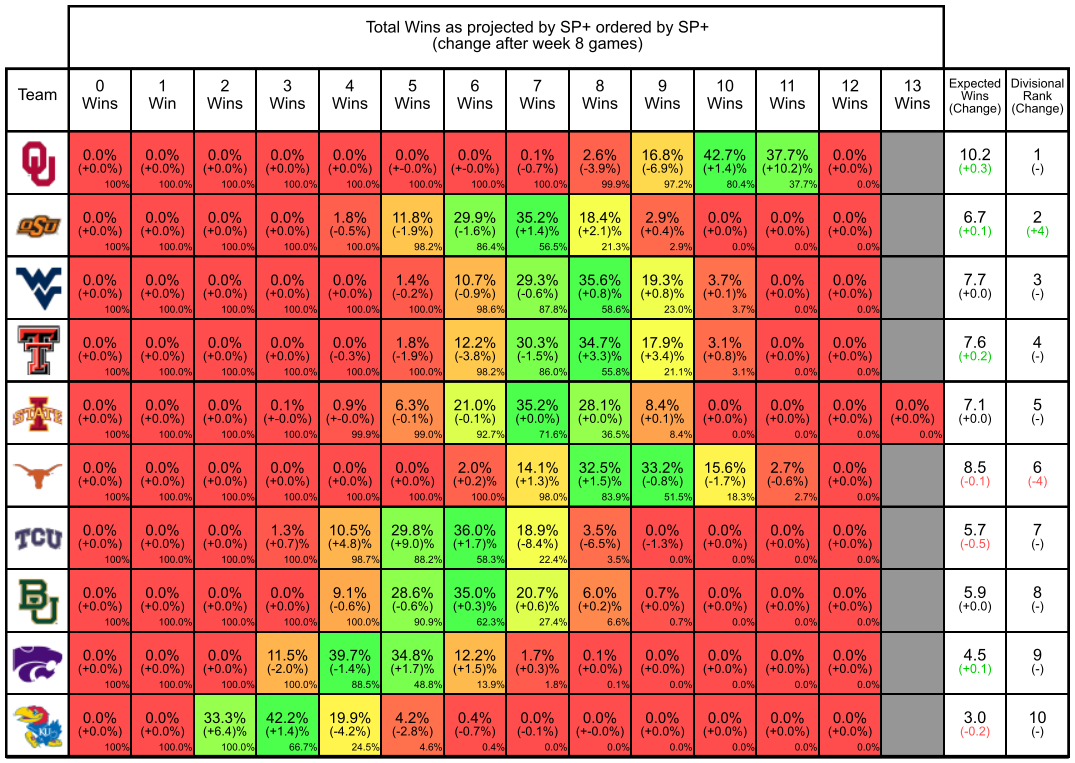 Total Wins as projected by SP+ ordered by SP+
(change after week 8 games)
Team 0 Wins 1 Win 2 Wins 3 Wins 4 Wins 5 Wins 6 Wins 7 Wins 8 Wins 9 Wins 10 Wins 11 Wins 12 Wins 13 Wins Expected Wins (Change) Divisional Rank (Change)
OU 0.0% 0.0% 0.0% 0.0% 0.0% 0.0% 0.0% 0.1% 2.6% 16.8% 42.7% 37.7% 0.0% 10.2 1
(+0.0%) (+0.0%) (+0.0%) (+0.0%) (+0.0%) (+-0.0%) (+-0.0%) (-0.7%) (-3.9%) (-6.9%) (+1.4)% (+10.2)% (+0.0%) (+0.3) (-)
100% 100.0% 100.0% 100.0% 100.0% 100.0% 100.0% 100.0% 99.9% 97.2% 80.4% 37.7% 0.0%
OSU 0.0% 0.0% 0.0% 0.0% 1.8% 11.8% 29.9% 35.2% 18.4% 2.9% 0.0% 0.0% 0.0% 6.7 2
(+0.0%) (+0.0%) (+0.0%) (+0.0%) (-0.5%) (-1.9%) (-1.6%) (+1.4)% (+2.1)% (+0.4)% (+0.0%) (+0.0%) (+0.0%) (+0.1) (+4)
100% 100.0% 100.0% 100.0% 100.0% 98.2% 86.4% 56.5% 21.3% 2.9% 0.0% 0.0% 0.0%
WV 0.0% 0.0% 0.0% 0.0% 0.0% 1.4% 10.7% 29.3% 35.6% 19.3% 3.7% 0.0% 0.0% 7.7 3
(+0.0%) (+0.0%) (+0.0%) (+0.0%) (+0.0%) (-0.2%) (-0.9%) (-0.6%) (+0.8)% (+0.8)% (+0.1)% (+0.0%) (+0.0%) (+0.0) (-)
100% 100.0% 100.0% 100.0% 100.0% 100.0% 98.6% 87.8% 58.6% 23.0% 3.7% 0.0% 0.0%
T 0.0% 0.0% 0.0% 0.0% 0.0% 1.8% 12.2% 30.3% 34.7% 17.9% 3.1% 0.0% 0.0% 7.6 4
(+0.0%) (+0.0%) (+0.0%) (+0.0%) (-0.3%) (-1.9%) (-3.8%) (-1.5%) (+3.3)% (+3.4)% (+0.8)% (+0.0%) (+0.0%) (+0.2) (-)
100% 100.0% 100.0% 100.0% 100.0% 100.0% 98.2% 86.0% 55.8% 21.1% 3.1% 0.0% 0.0%
I STATE 0.0% 0.0% 0.0% 0.1% 0.9% 6.3% 21.0% 35.2% 28.1% 8.4% 0.0% 0.0% 0.0% 0.0% 7.1 5
(+0.0%) (+0.0%) (+0.0%) (+-0.0%) (+-0.0%) (-0.1%) (-0.1%) (+0.0)% (+0.0)% (+0.1)% (+0.0%) (+0.0%) (+0.0%) (+0.0%) (+0.0) (-)
100% 100.0% 100.0% 100.0% 99.9% 99.0% 92.7% 71.6% 36.5% 8.4% 0.0% 0.0% 0.0% 0.0%
0.0% 0.0% 0.0% 0.0% 0.0% 0.0% 2.0% 14.1% 32.5% 33.2% 15.6% 2.7% 0.0% 8.5 6
(+0.0%) (+0.0%) (+0.0%) (+0.0%) (+0.0%) (+0.0%) (+0.2)% (+1.3)% (+1.5)% (-0.8)% (-1.7)% (-0.6)% (+0.0%) (-0.1) (-4)
100% 100.0% 100.0% 100.0% 100.0% 100.0% 100.0% 98.0% 83.9% 51.5% 18.3% 2.7% 0.0%
TCU 0.0% 0.0% 0.0% 1.3% 10.5% 29.8% 36.0% 18.9% 3.5% 0.0% 0.0% 0.0% 0.0% 5.7 7
(+0.0%) (+0.0%) (+0.0%) (+0.7)% (+4.8)% (+9.0)% (+1.7)% (-8.4)% (-6.5)% (-1.3)% (+0.0%) (+0.0%) (+0.0%) (-0.5) (-)
100% 100.0% 100.0% 100.0% 98.7% 88.2% 58.3% 22.4% 3.5% 0.0% 0.0% 0.0% 0.0%
BU 0.0% 0.0% 0.0% 0.0% 9.1% 28.6% 35.0% 20.7% 6.0% 0.7% 0.0% 0.0% 0.0% 5.9 8
(+0.0%) (+0.0%) (+0.0%) (+0.0%) (-0.6%) (-0.6%) (+0.3)% (+0.6)% (+0.2)% (+0.0%) (+0.0%) (+0.0%) (+0.0%) (+0.0) (-)
100% 100.0% 100.0% 100.0% 100.0% 90.9% 62.3% 27.4% 6.6% 0.7% 0.0% 0.0% 0.0%
0.0% 0.0% 0.0% 11.5% 39.7% 34.8% 12.2% 1.7% 0.1% 0.0% 0.0% 0.0% 0.0% 4.5 9
(+0.0%) (+0.0%) (+0.0%) (-2.0%) (-1.4%) (+1.7)% (+1.5)% (+0.3)% (+0.0%) (+0.0%) (+0.0%) (+0.0%) (+0.0%) (+0.1) (-)
100% 100.0% 100.0% 100.0% 88.5% 48.8% 13.9% 1.8% 0.1% 0.0% 0.0% 0.0% 0.0%
KU 0.0% 0.0% 33.3% 42.2% 19.9% 4.2% 0.4% 0.0% 0.0% 0.0% 0.0% 0.0% 0.0% 3.0 10
(+0.0%) (+0.0%) (+6.4)% (+1.4)% (-4.2%) (-2.8%) (-0.7%) (-0.1%) (+-0.0%) (+0.0%) (+0.0%) (+0.0%) (+0.0%) (-0.2) (-)
100% 100.0% 100.0% 66.7% 24.5% 4.6% 0.4% 0.0% 0.0% 0.0% 0.0% 0.0% 0.0%